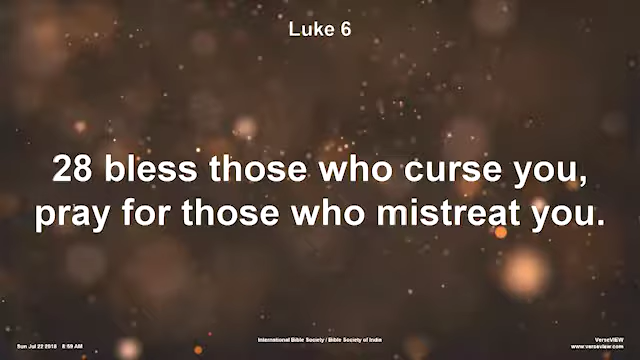 Luke 6
28 bless those who curse you,
pray for those who mistreat you.
International Bible Society / Bible Society of India
Sun Jul 22 2018 8:59 AM
VerseVIEW
www.verseview.com